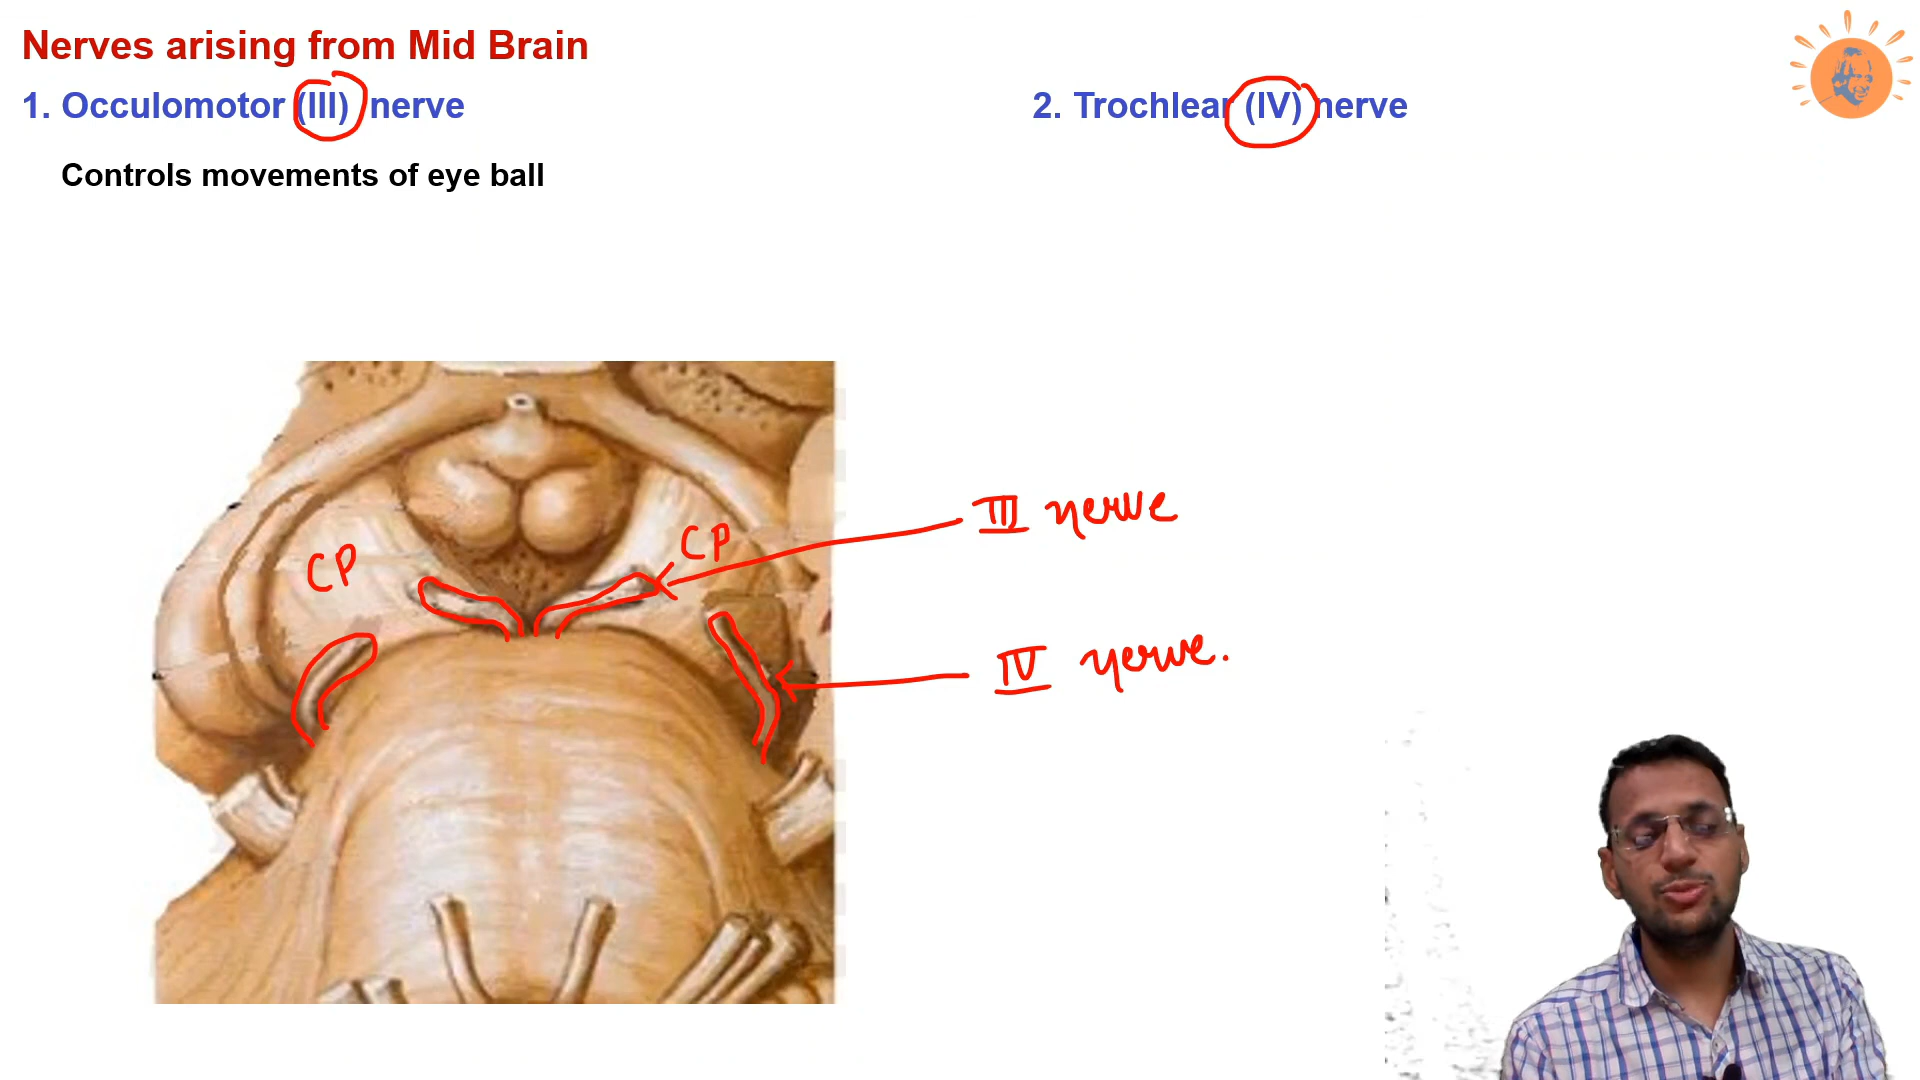 Nerves arising from Mid Brain
1. Occulomotor (III) nerve
2. Trochlear (IV) nerve
Controls movements of eye ball
CP
CP
III nerve
IV nerve.